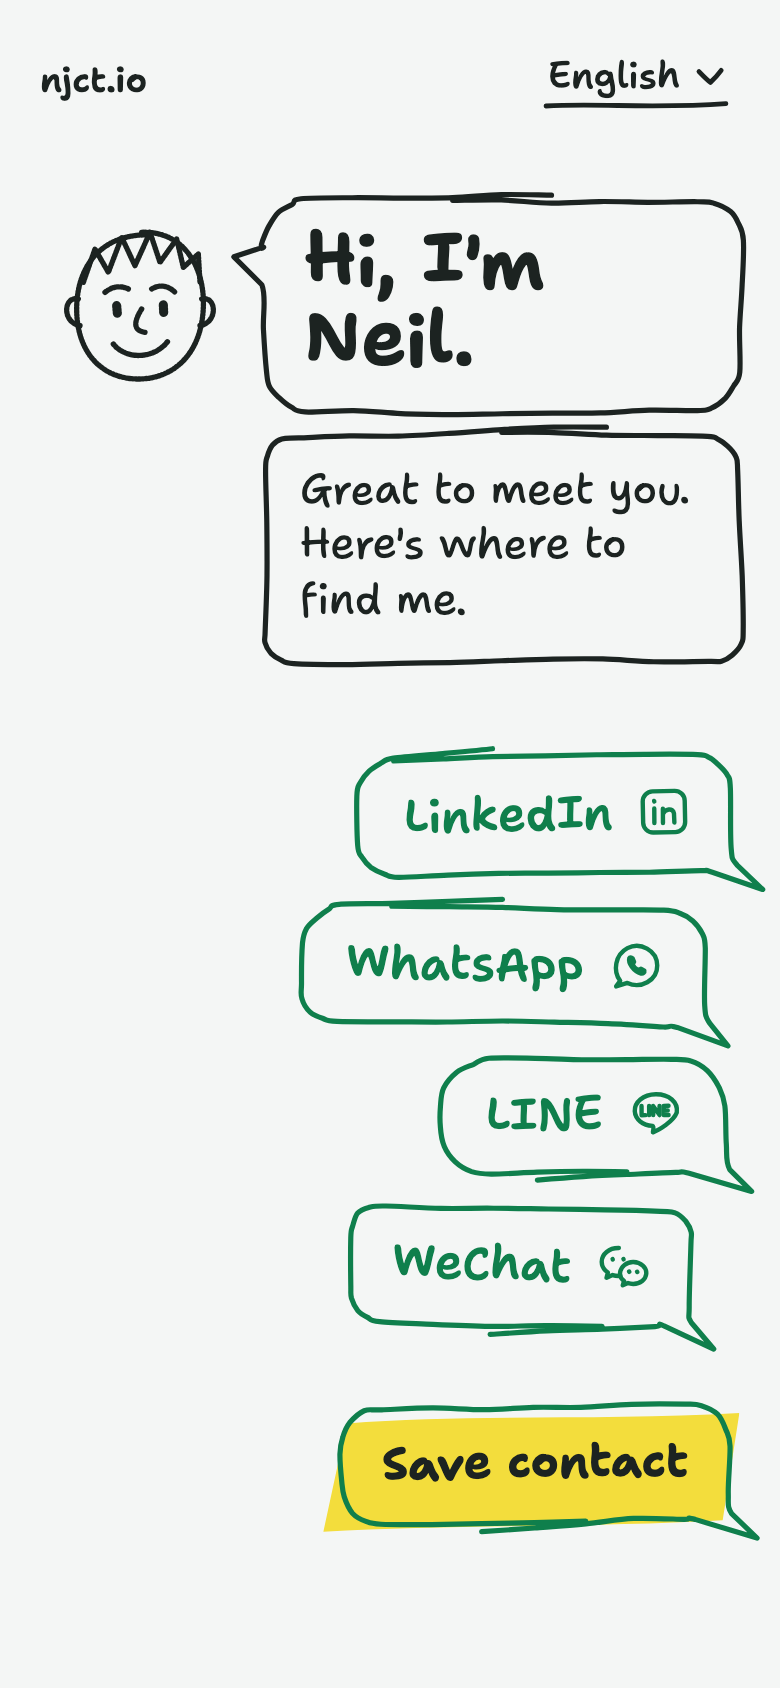 njct.io
English
Hi, I'm
Neil.
Great to meet you.
Here's where to
find me.
LinkedIn in
WhatsApp
LINE LINE
WeChat
Save contact